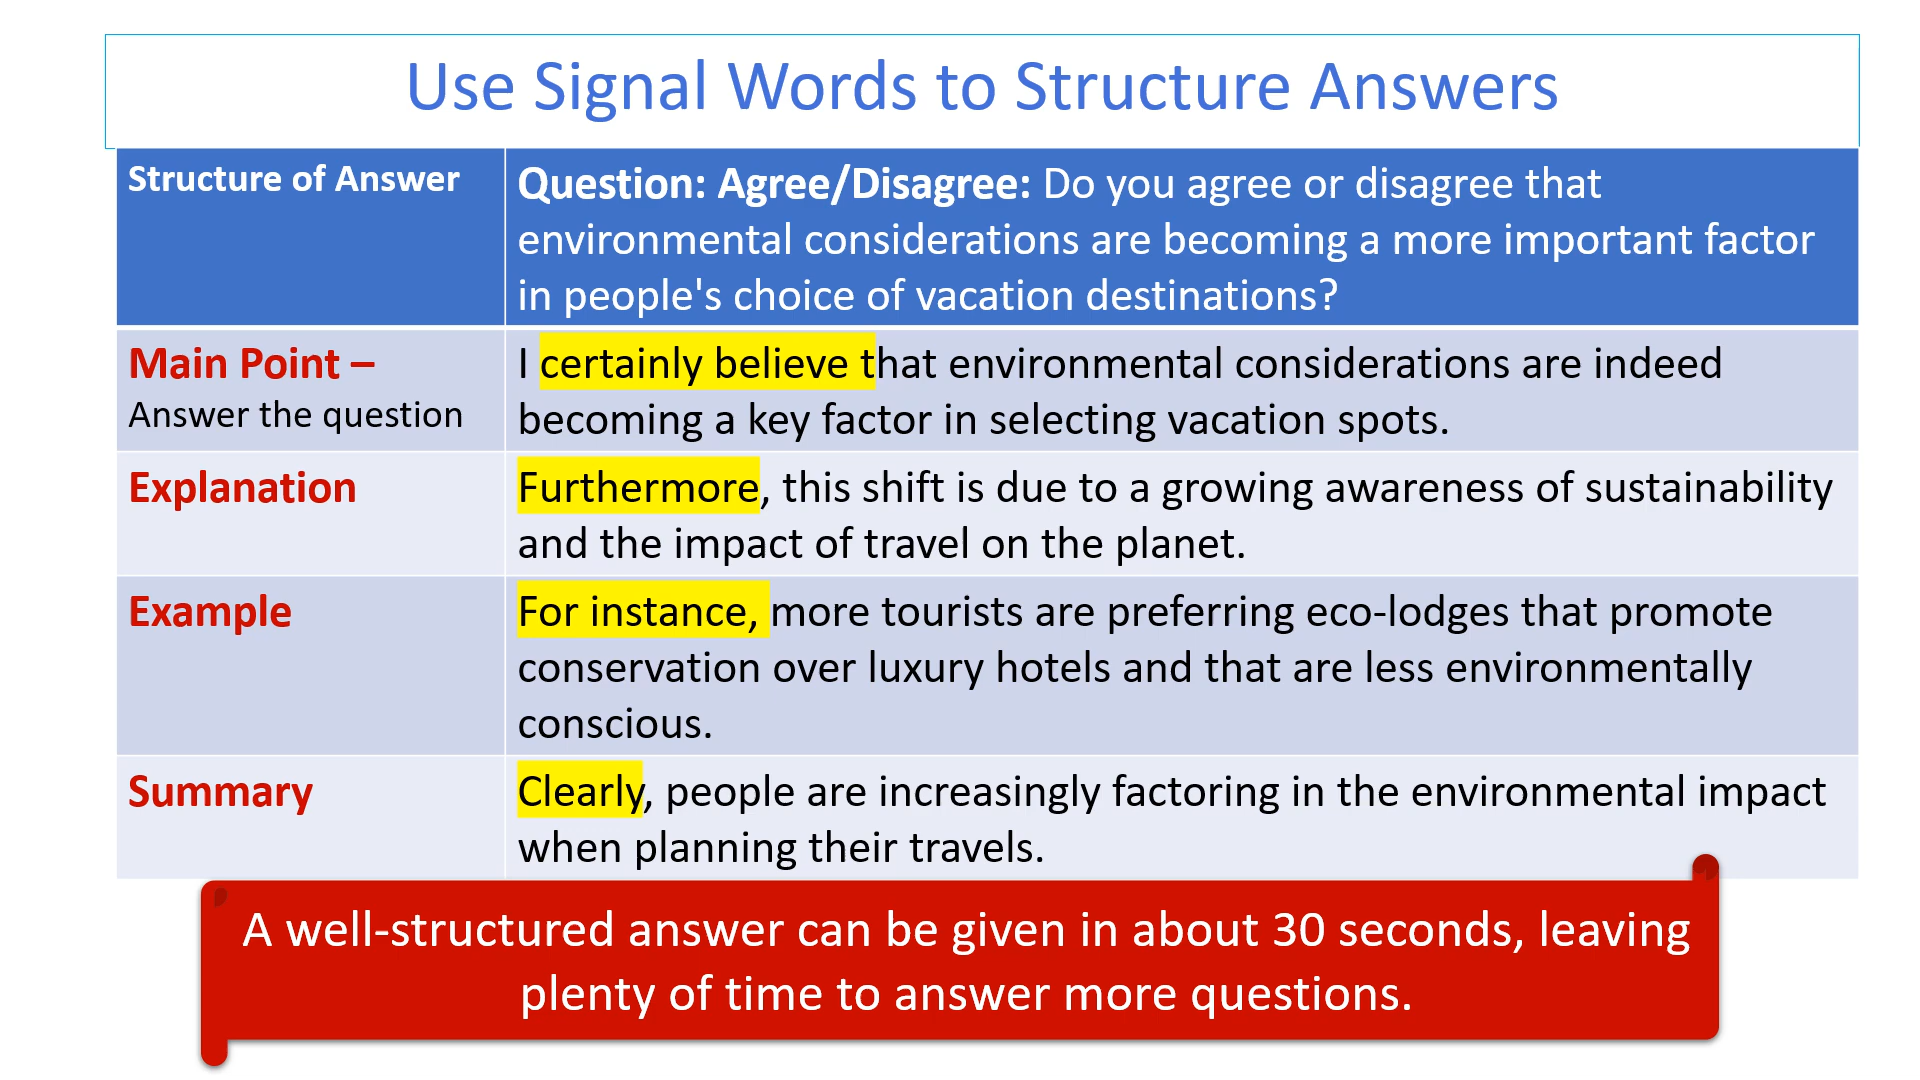 Use Signal Words to Structure Answers
Structure of Answer
Question: Agree/Disagree: Do you agree or disagree that
environmental considerations are becoming a more important factor
in people's choice of vacation destinations?
Main Point –
Answer the question
I certainly believe that environmental considerations are indeed
becoming a key factor in selecting vacation spots.
Explanation
Furthermore, this shift is due to a growing awareness of sustainability
and the impact of travel on the planet.
Example
For instance, more tourists are preferring eco-lodges that promote
conservation over luxury hotels and that are less environmentally
conscious.
Summary
Clearly, people are increasingly factoring in the environmental impact
when planning their travels.
A well-structured answer can be given in about 30 seconds, leaving
plenty of time to answer more questions.